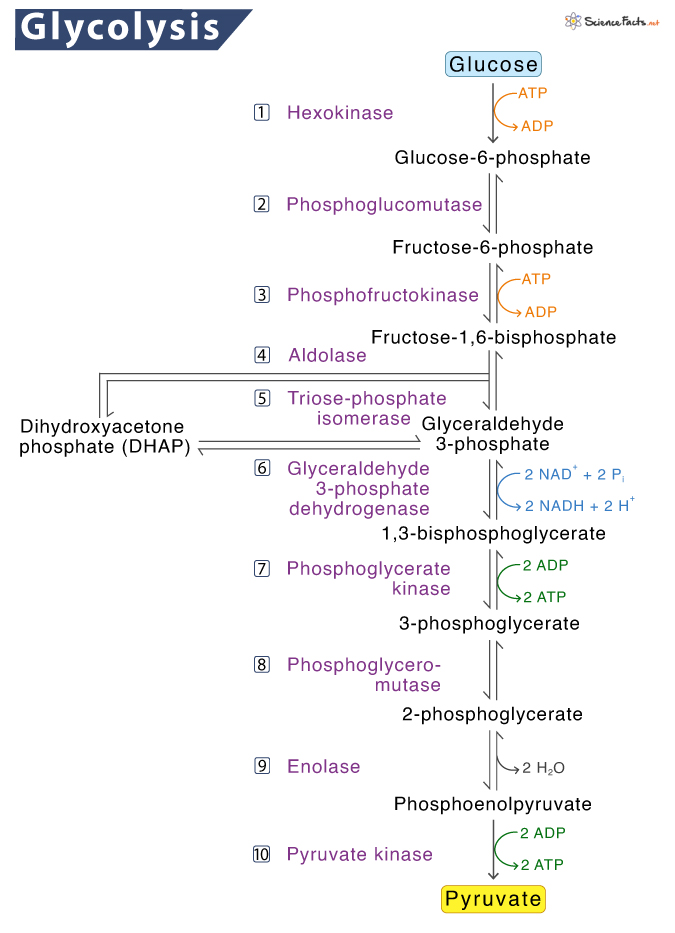 Glycolysis
ScienceFacts.net
Glucose
ATP
1 Hexokinase
ADP
Glucose-6-phosphate
2 Phosphoglucomutase
Fructose-6-phosphate
ATP
3 Phosphofructokinase
ADP
Fructose-1,6-bisphosphate
4 Aldolase
5 Triose-phosphate
isomerase
Dihydroxyacetone
phosphate (DHAP)
Glyceraldehyde
3-phosphate
6 Glyceraldehyde
3-phosphate
dehydrogenase
2 NAD⁺ + 2 Pᵢ
2 NADH + 2 H⁺
1,3-bisphosphoglycerate
7 Phosphoglycerate
kinase
2 ADP
2 ATP
3-phosphoglycerate
8 Phosphoglycero-
mutase
2-phosphoglycerate
9 Enolase
2 H₂O
Phosphoenolpyruvate
2 ADP
10 Pyruvate kinase
2 ATP
Pyruvate